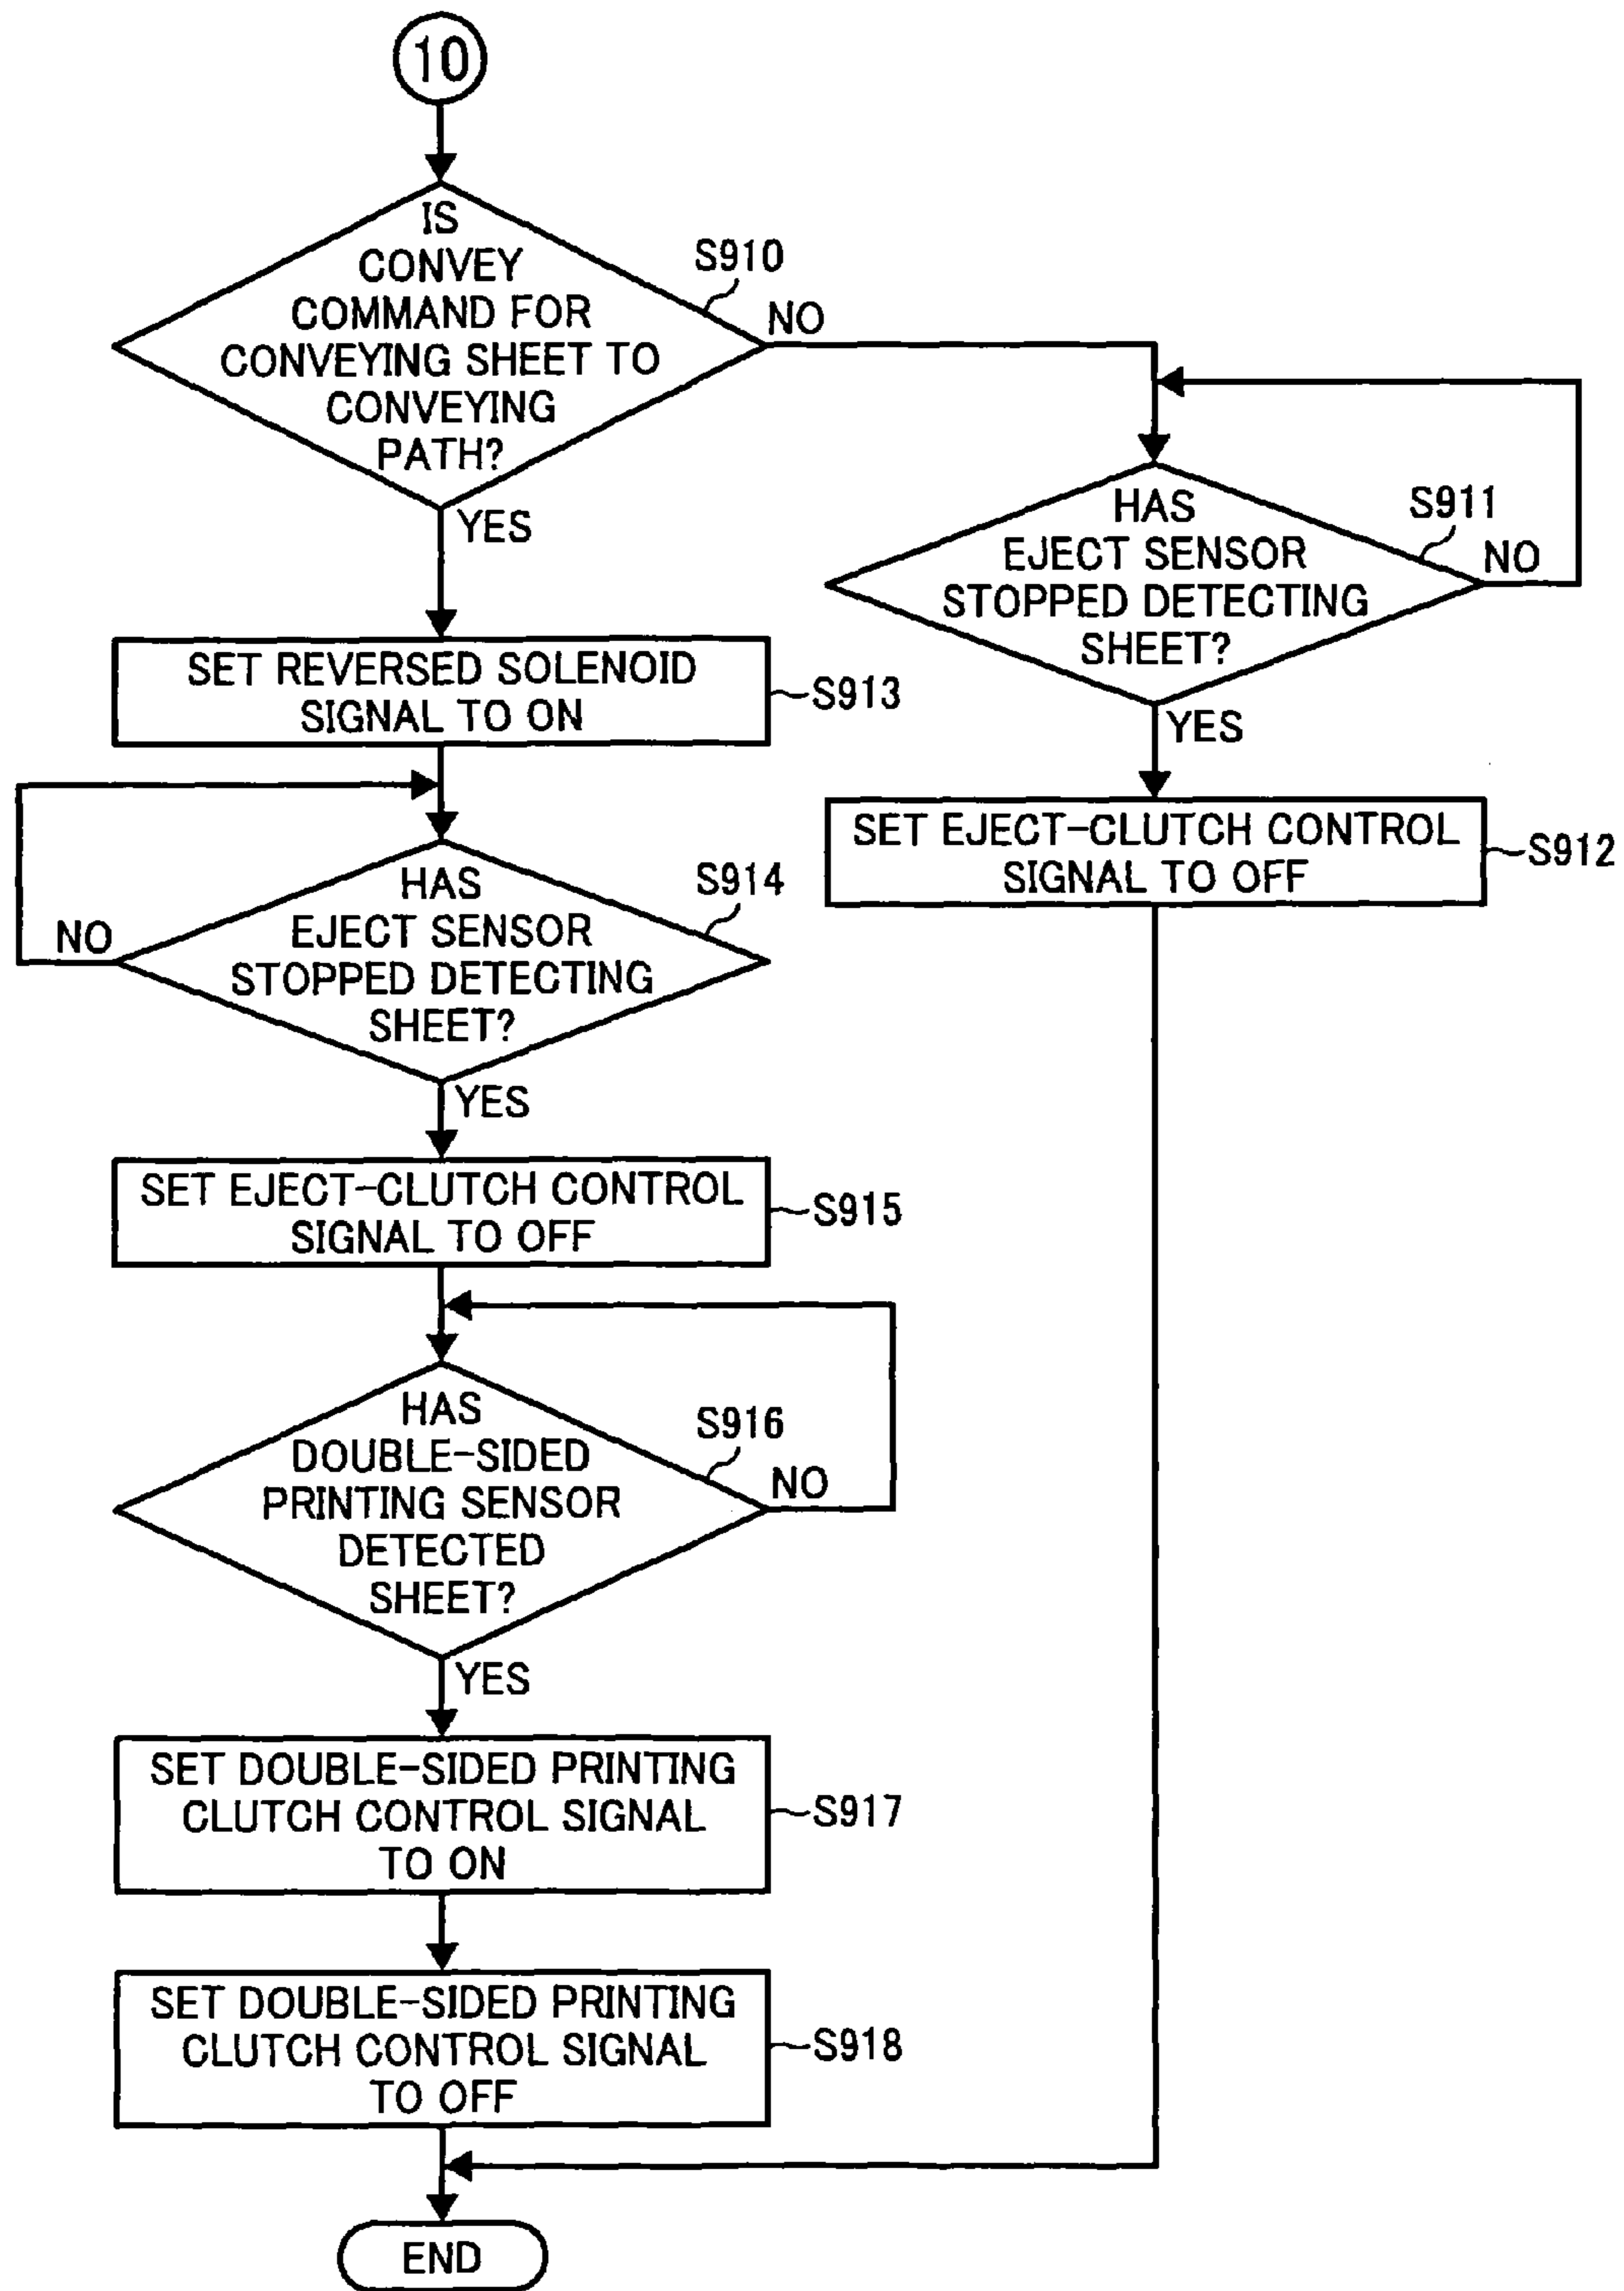 10
IS
CONVEY
COMMAND FOR
CONVEYING SHEET TO
CONVEYING
PATH?
S910
NO
YES
HAS
EJECT SENSOR
STOPPED DETECTING
SHEET?
S911
NO
YES
SET EJECT-CLUTCH CONTROL
SIGNAL TO OFF
S912
SET REVERSED SOLENOID
SIGNAL TO ON
S913
HAS
EJECT SENSOR
STOPPED DETECTING
SHEET?
S914
NO
YES
SET EJECT-CLUTCH CONTROL
SIGNAL TO OFF
S915
HAS
DOUBLE-SIDED
PRINTING SENSOR
DETECTED
SHEET?
S916
NO
YES
SET DOUBLE-SIDED PRINTING
CLUTCH CONTROL SIGNAL
TO ON
S917
SET DOUBLE-SIDED PRINTING
CLUTCH CONTROL SIGNAL
TO OFF
S918
END